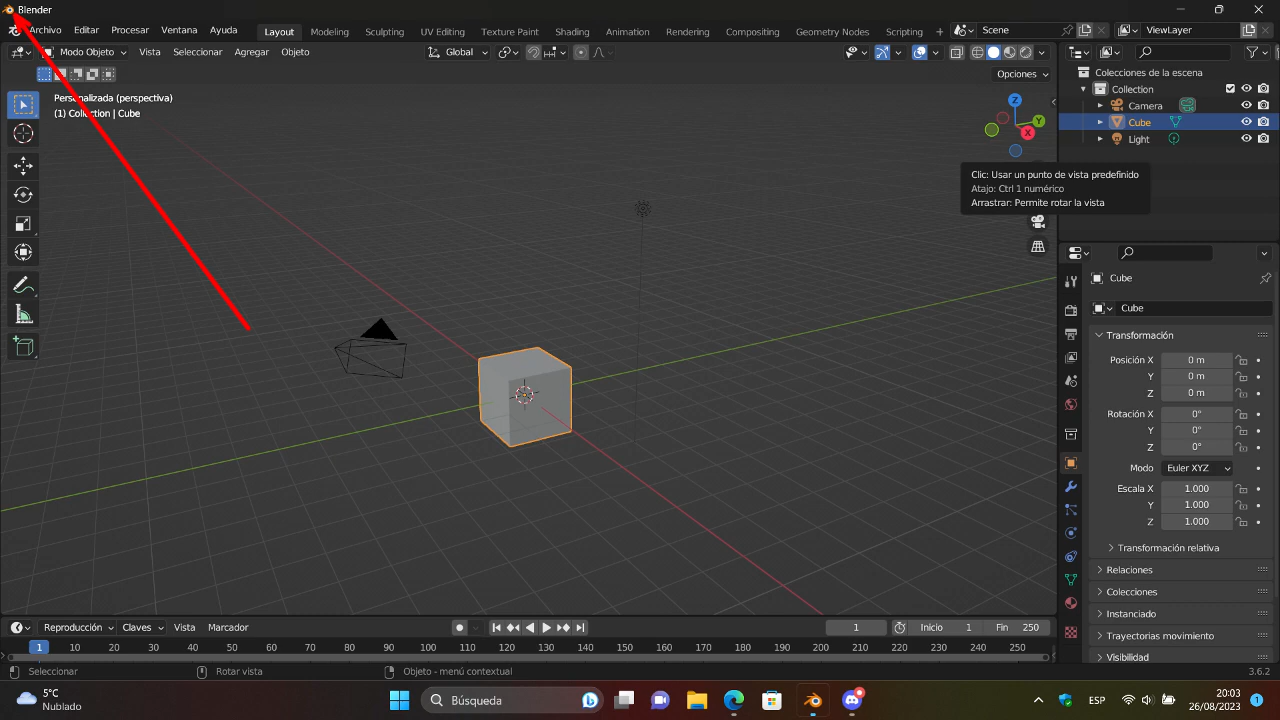 Blender
Archivo Editar Procesar Ventana Ayuda Layout Modeling Sculpting UV Editing Texture Paint Shading Animation Rendering Compositing Geometry Nodes Scripting + Scene ViewLayer
Modo Objeto Vista Seleccionar Agregar Objeto Global
Opciones
Personalizada (perspectiva)
(1) Collection | Cube
Z
Y
X
Clic: Usar un punto de vista predefinido
Atajo: Ctrl 1 numérico
Arrastrar: Permite rotar la vista
Colecciones de la escena
Collection
Camera
Cube
Light
Cube
Cube
Transformación
Posición X 0 m
Y 0 m
Z 0 m
Rotación X 0°
Y 0°
Z 0°
Modo Euler XYZ
Escala X 1.000
Y 1.000
Z 1.000
Transformación relativa
Relaciones
Colecciones
Instanciado
Trayectorias movimiento
Visibilidad
Reproducción Claves Vista Marcador 1 Inicio 1 Fin 250
1 10 20 30 40 50 60 70 80 90 100 110 120 130 140 150 160 170 180 190 200 210 220 230 240 250
Seleccionar Rotar vista Objeto - menú contextual 3.6.2
5°C
Nublado
Búsqueda
ESP
20:03
26/08/2023
1